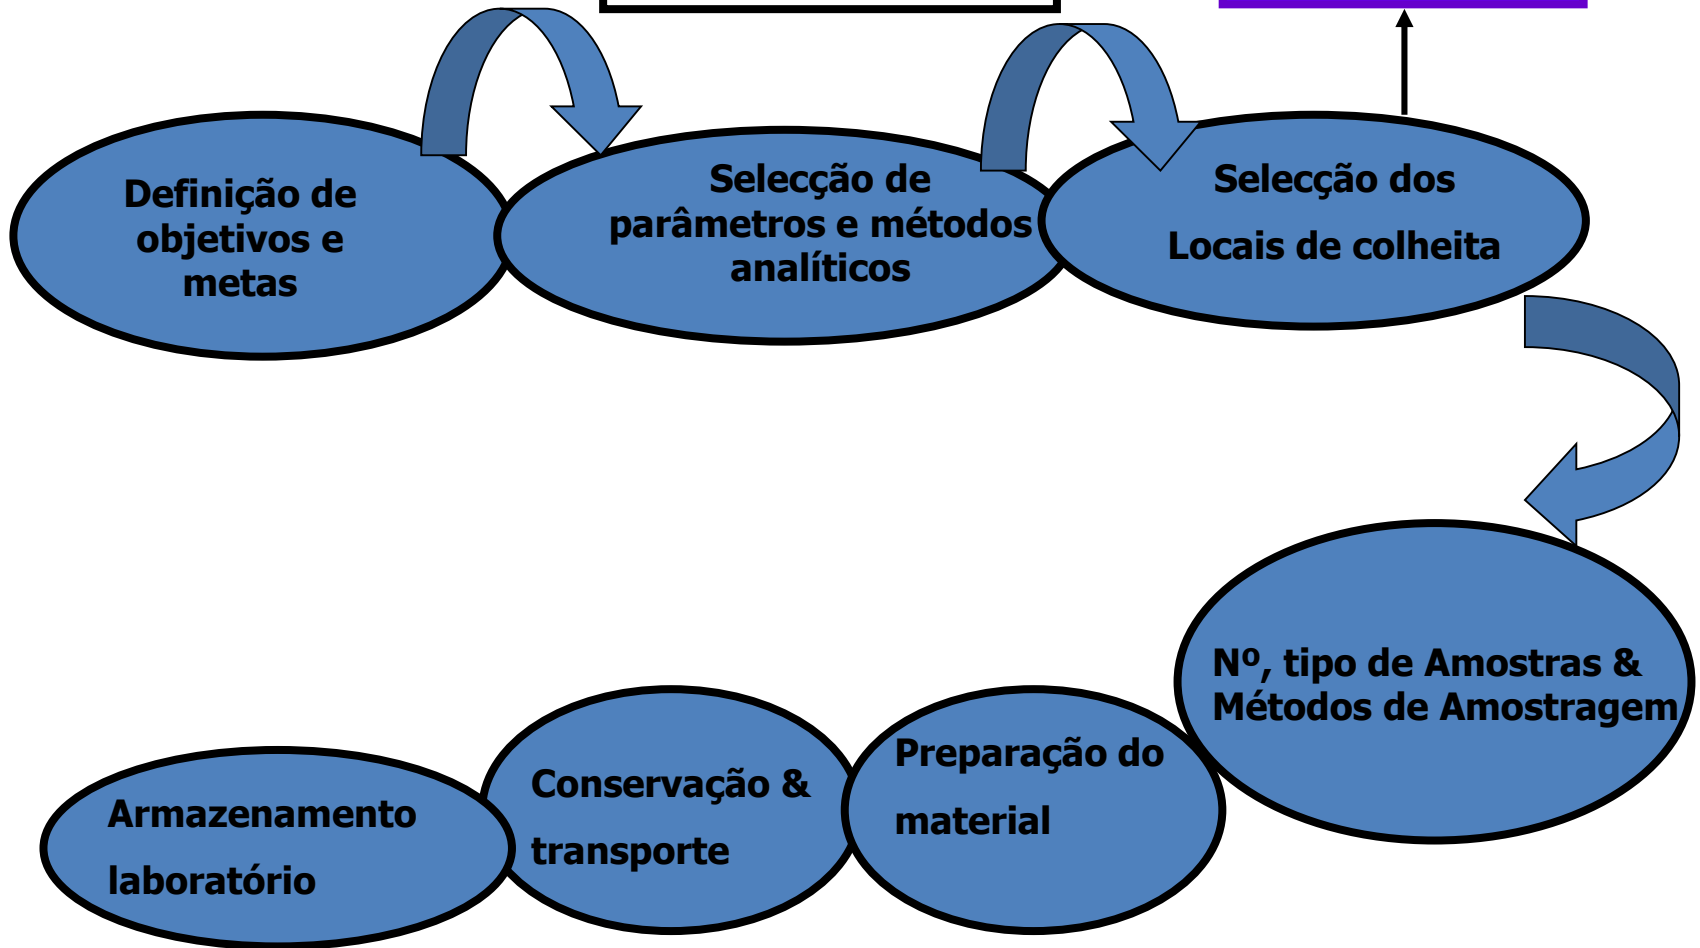 Definição de
objetivos e
metas
Selecção de
parâmetros e métodos
analíticos
Selecção dos
Locais de colheita
Nº, tipo de Amostras &
Métodos de Amostragem
Preparação do
material
Conservação &
transporte
Armazenamento
laboratório